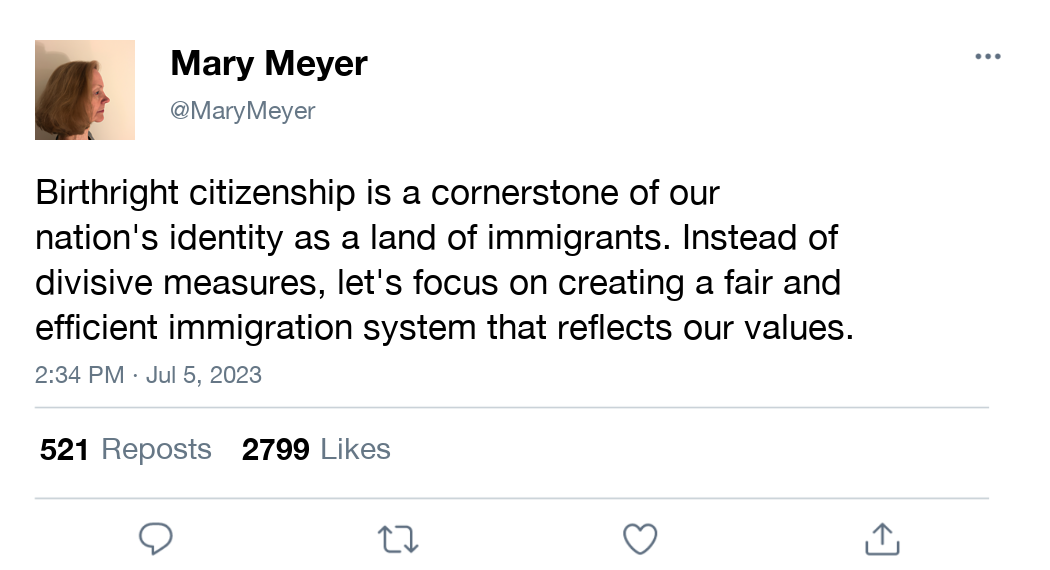 Mary Meyer
@MaryMeyer
Birthright citizenship is a cornerstone of our
nation's identity as a land of immigrants. Instead of
divisive measures, let's focus on creating a fair and
efficient immigration system that reflects our values.
2:34 PM · Jul 5, 2023
521 Reposts 2799 Likes